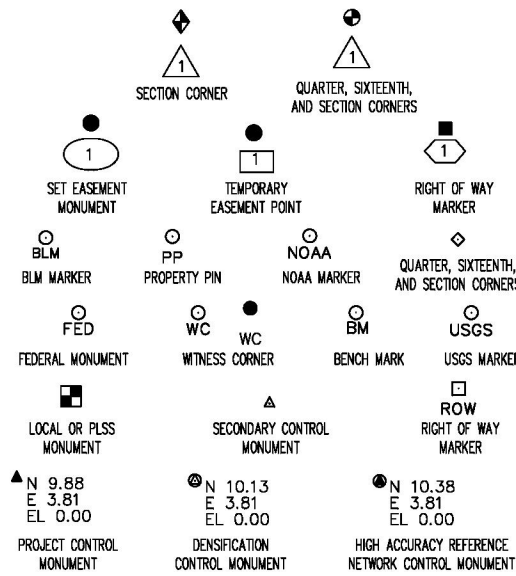 1
1
SECTION CORNER
QUARTER, SIXTEENTH,
AND SECTION CORNERS
1
1
1
SET EASEMENT
MONUMENT
TEMPORARY
EASEMENT POINT
RIGHT OF WAY
MARKER
BLM
PP
NOAA
BLM MARKER
PROPERTY PIN
NOAA MARKER
QUARTER, SIXTEENTH,
AND SECTION CORNERS
FED
WC
WC
BM
USGS
FEDERAL MONUMENT
WITNESS CORNER
BENCH MARK
USGS MARKER
ROW
LOCAL OR PLSS
MONUMENT
SECONDARY CONTROL
MONUMENT
RIGHT OF WAY
MARKER
N 9.88
E 3.81
EL 0.00
N 10.13
E 3.81
EL 0.00
N 10.38
E 3.81
EL 0.00
PROJECT CONTROL
MONUMENT
DENSIFICATION
CONTROL MONUMENT
HIGH ACCURACY REFERENCE
NETWORK CONTROL MONUMENT